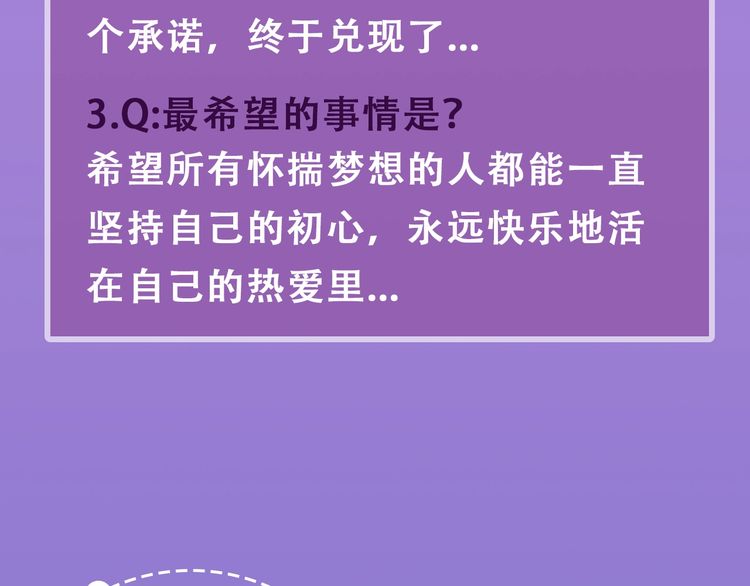 个承诺，终于兑现了...
3.Q:最希望的事情是？
希望所有怀揣梦想的人都能一直
坚持自己的初心，永远快乐地活
在自己的热爱里...